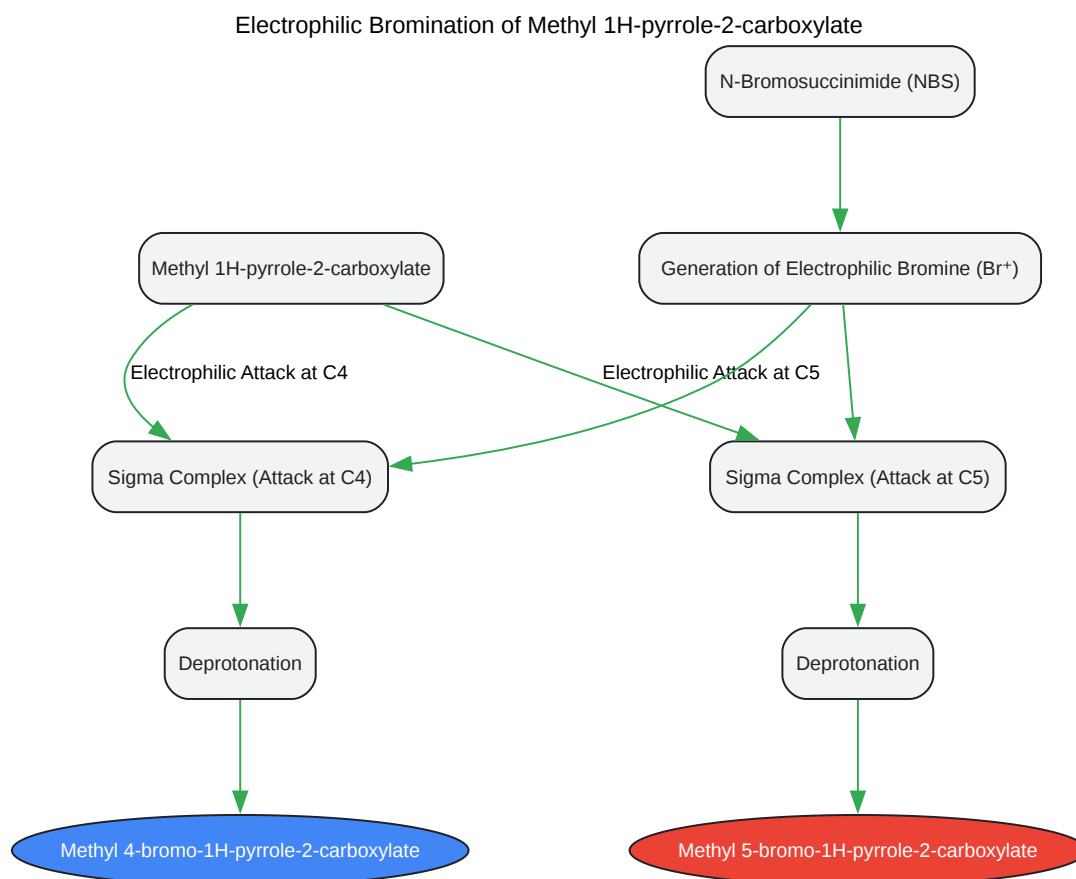 Electrophilic Bromination of Methyl 1H-pyrrole-2-carboxylate
N-Bromosuccinimide (NBS)
Methyl 1H-pyrrole-2-carboxylate
Generation of Electrophilic Bromine (Br⁺)
Electrophilic Attack at C4
Electrophilic Attack at C5
Sigma Complex (Attack at C4)
Sigma Complex (Attack at C5)
Deprotonation
Deprotonation
Methyl 4-bromo-1H-pyrrole-2-carboxylate
Methyl 5-bromo-1H-pyrrole-2-carboxylate